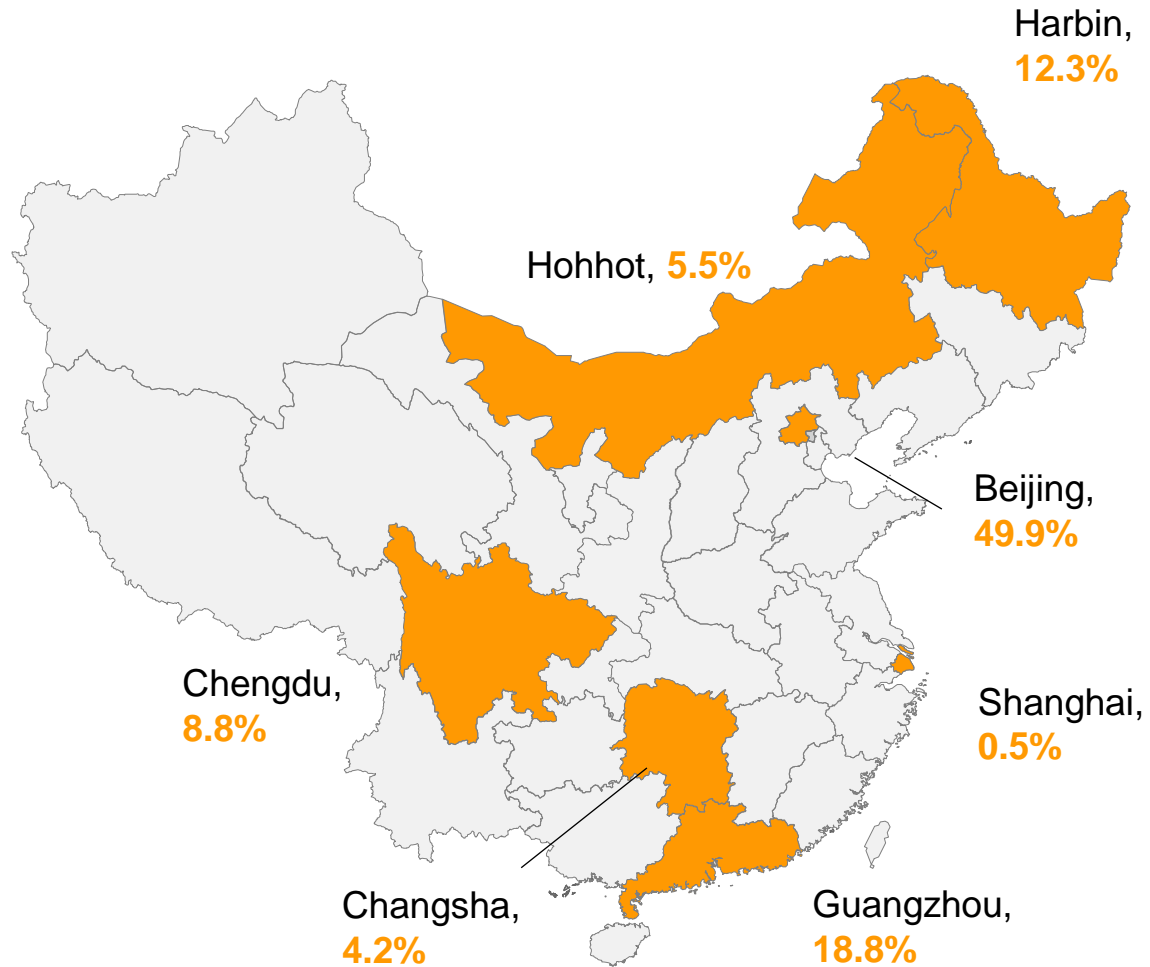 Harbin,
12.3%
Hohhot, 5.5%
Beijing,
49.9%
Chengdu,
8.8%
Shanghai,
0.5%
Changsha,
4.2%
Guangzhou,
18.8%